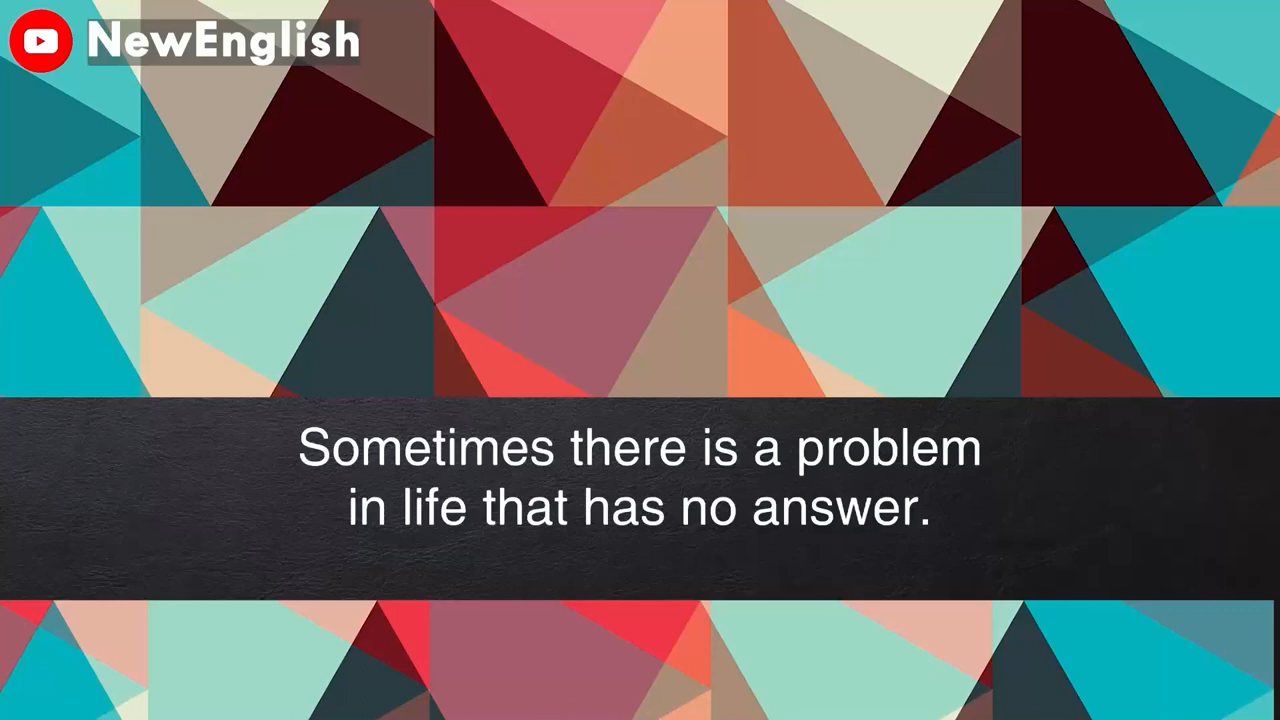 NewEnglish
Sometimes there is a problem
in life that has no answer.